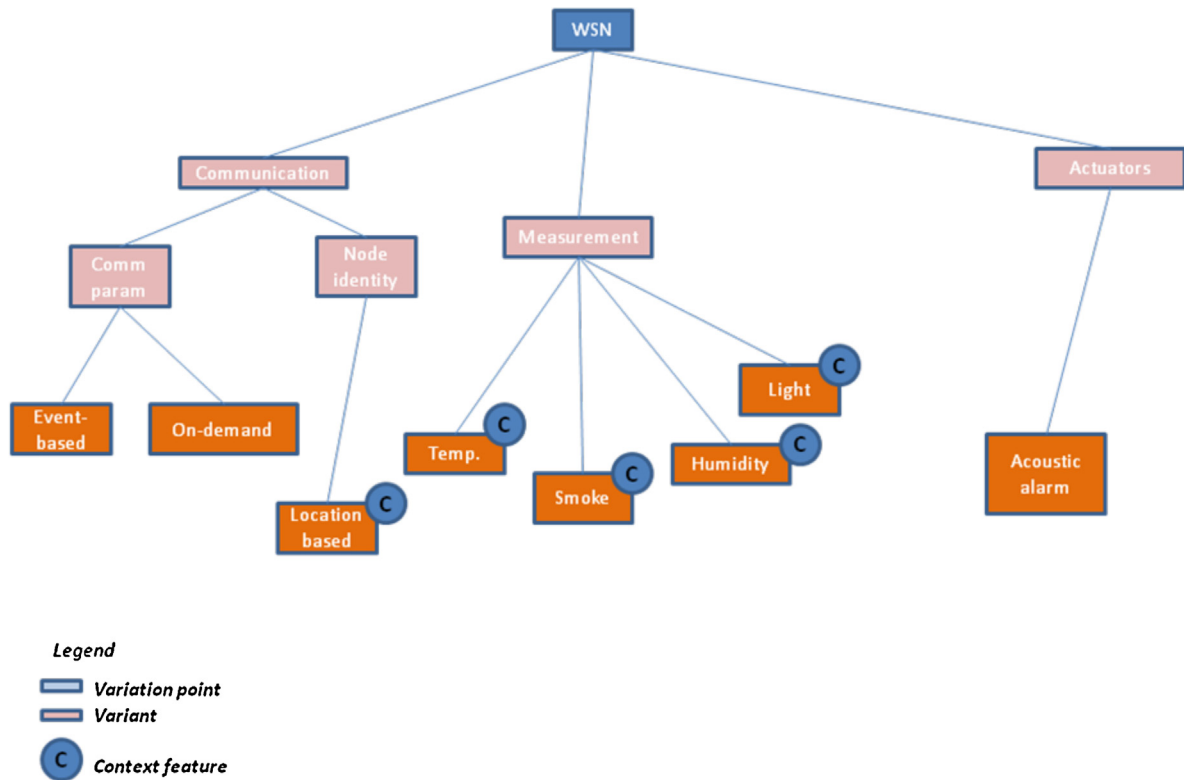 WSN
Communication
Actuators
Measurement
Comm
param
Node
identity
Event-
based
On-demand
Location
based
C
Temp.
C
Smoke
C
Humidity
C
Light
C
Acoustic
alarm
Legend
Variation point
Variant
C
Context feature